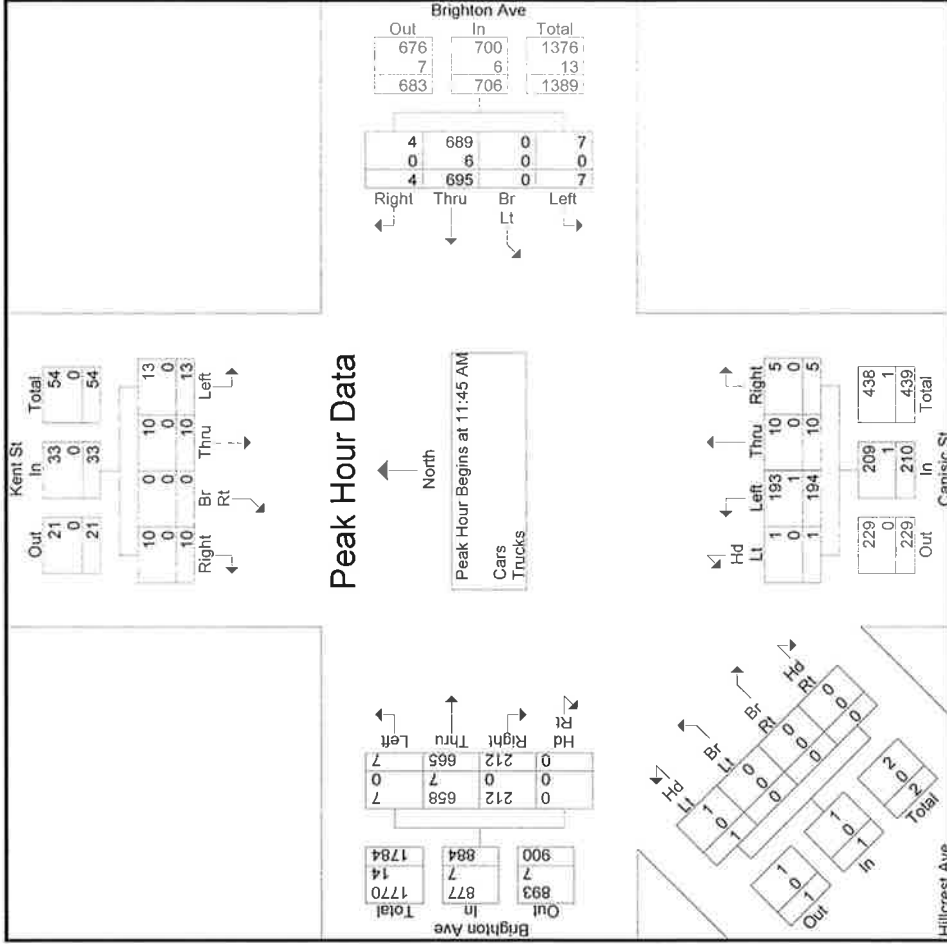 Brighton Ave
Out In Total
676 700 1376
7 6 13
683 706 1389
4 689 0 7
0 6 0 0
4 695 0 7
Right Thru Br Lt Left
Kent St
Out In Total
21 33 54
0 0 0
21 33 54
10 0 10 13
0 0 0 0
10 0 10 13
Right Br Rt Thru Left
Peak Hour Data
North
Peak Hour Begins at 11:45 AM
Cars
Trucks
Hd Lt Left Thru Right
1 193 10 5
0 1 0 0
1 194 10 5
229 209 438
0 1 1
229 210 439
Out In Total
Canisic St
Left Thru Right Hd Rt
7 665 212 0
0 7 0 0
7 658 212 0
1784 884 900
14 7 7
1770 877 893
Total In Out
Brighton Ave
Hd Lt Br Lt Br Rt Hd Rt
1 0 0 0
0 0 0 0
1 0 0 0
1 1 2
0 0 0
1 1 2
Out In Total
Hillcrest Ave